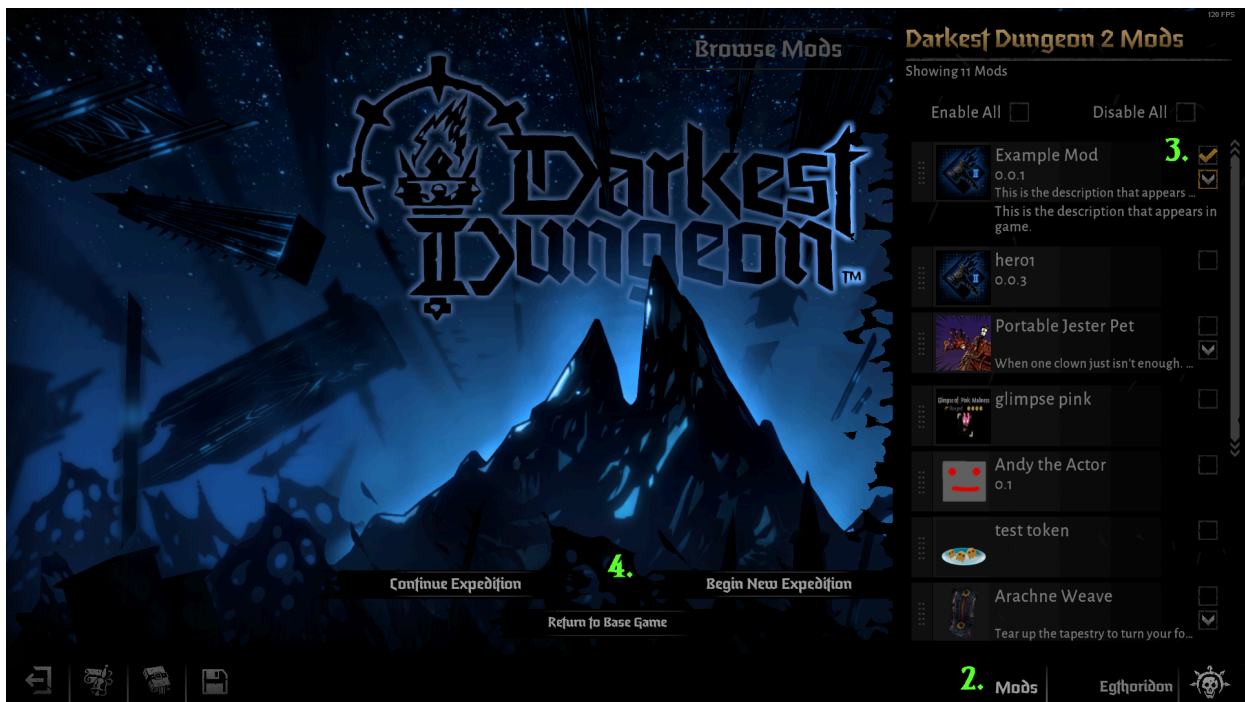 120 FPS
Browse Mods
Darkest Dungeon 2 Mods
Showing 11 Mods
Enable All
Disable All
Darkest
Dungeon
II
TM
3.
Example Mod
0.0.1
This is the description that appears ...
This is the description that appears in
game.
hero1
0.0.3
Portable Jester Pet
When one clown just isn't enough. ...
glimpse pink
Andy the Actor
0.1
test token
Arachne Weave
Tear up the tapestry to turn your fo...
4.
Continue Expedition
Begin New Expedition
Return to Base Game
2.
Mods
Egthoridon